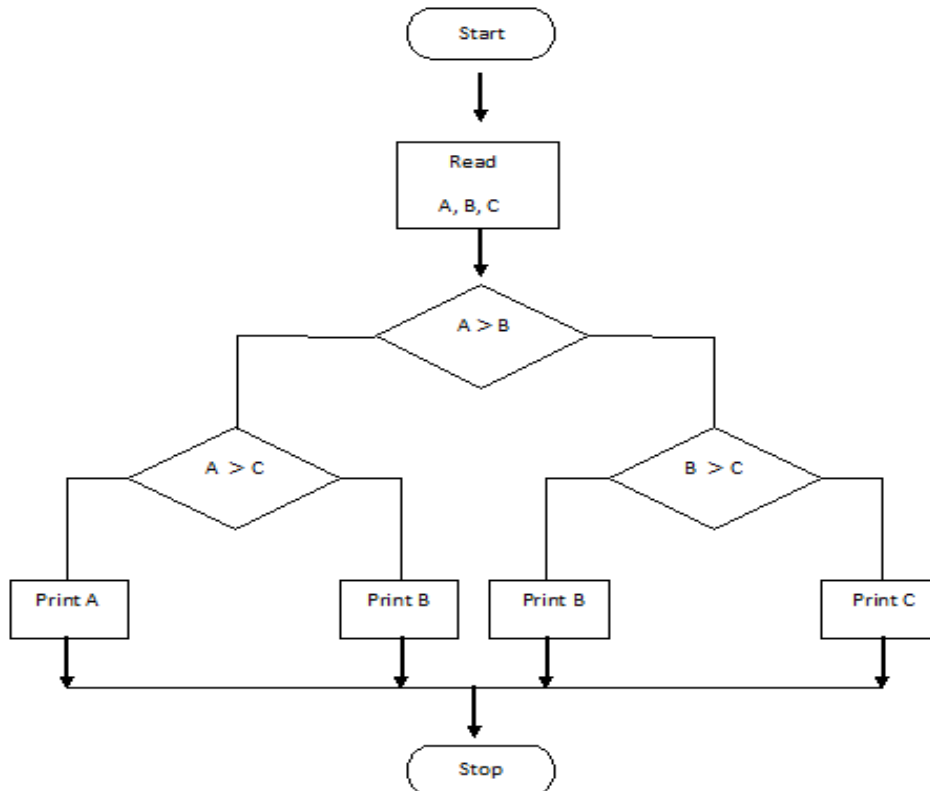 Start
Read
A, B, C
A > B
A > C
B > C
Print A
Print B
Print B
Print C
Stop